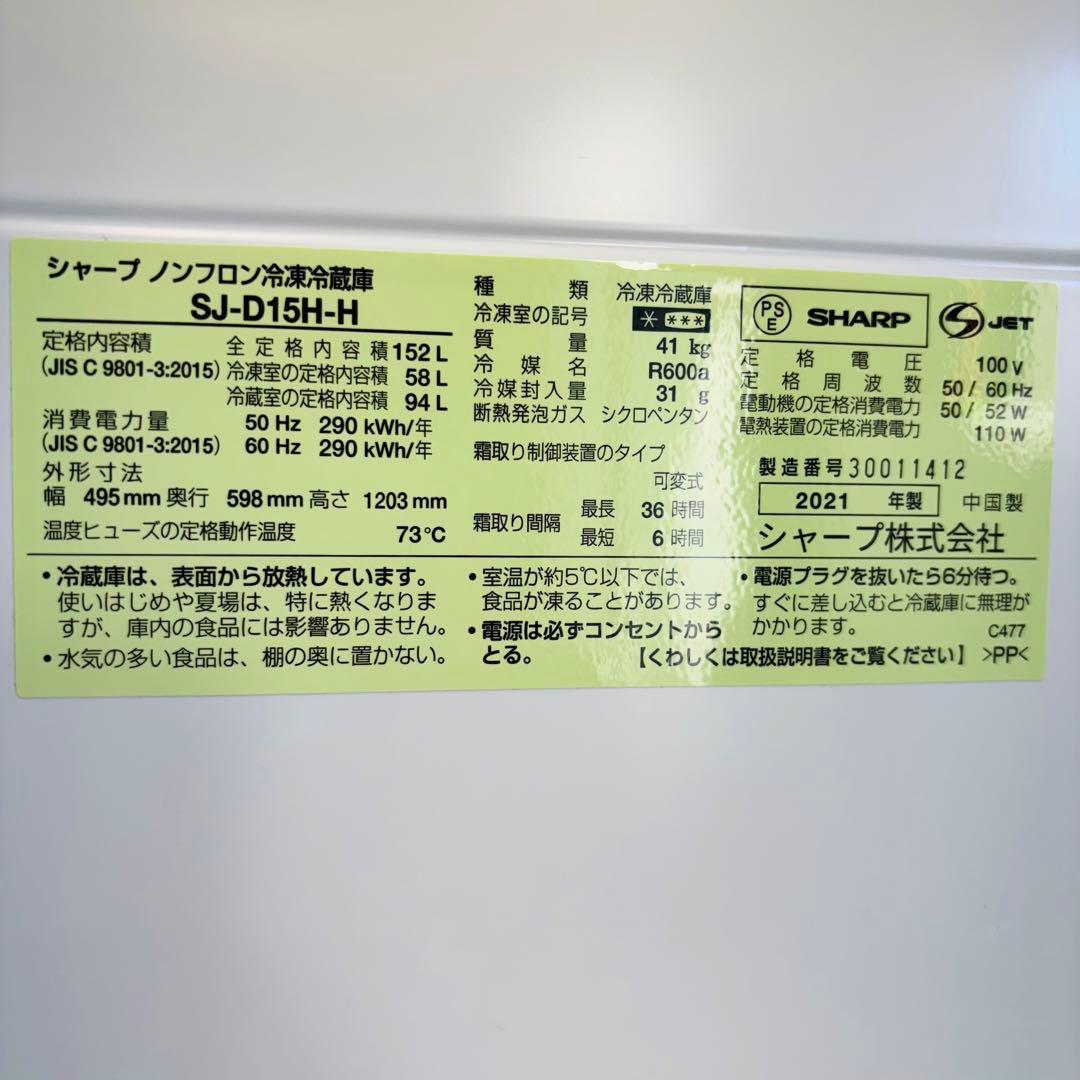 シャープ ノンフロン冷凍冷蔵庫
SJ-D15H-H
定格内容積 全定格内容積 152 L
(JIS C 9801-3:2015) 冷凍室の定格内容積 58 L
冷蔵室の定格内容積 94 L
消費電力量 50 Hz 290 kWh/年
(JIS C 9801-3:2015) 60 Hz 290 kWh/年
外形寸法
幅 495 mm 奥行 598 mm 高さ 1203 mm
温度ヒューズの定格動作温度 73℃
種類 冷凍冷蔵庫
冷凍室の記号 * ***
質量 41 kg
冷媒名 R600a
冷媒封入量 31 g
断熱発泡ガス シクロペンタン
霜取り制御装置のタイプ
可変式
霜取り間隔 最長 36 時間
最短 6 時間
PSE SHARP S JET
定格電圧 100 V
定格周波数 50 / 60 Hz
電動機の定格消費電力 50 / 52 W
電熱装置の定格消費電力 110 W
製造番号 30011412
2021 年製 中国製
シャープ株式会社
・冷蔵庫は、表面から放熱しています。
使いはじめや夏場は、特に熱くなりま
すが、庫内の食品には影響ありません。
・水気の多い食品は、棚の奥に置かない。
・室温が約5℃以下では、
食品が凍ることがあります。
・電源は必ずコンセントから
とる。
・電源プラグを抜いたら6分待つ。
すぐに差し込むと冷蔵庫に無理が
かかります。 C477
【くわしくは取扱説明書をご覧ください】 >PP<